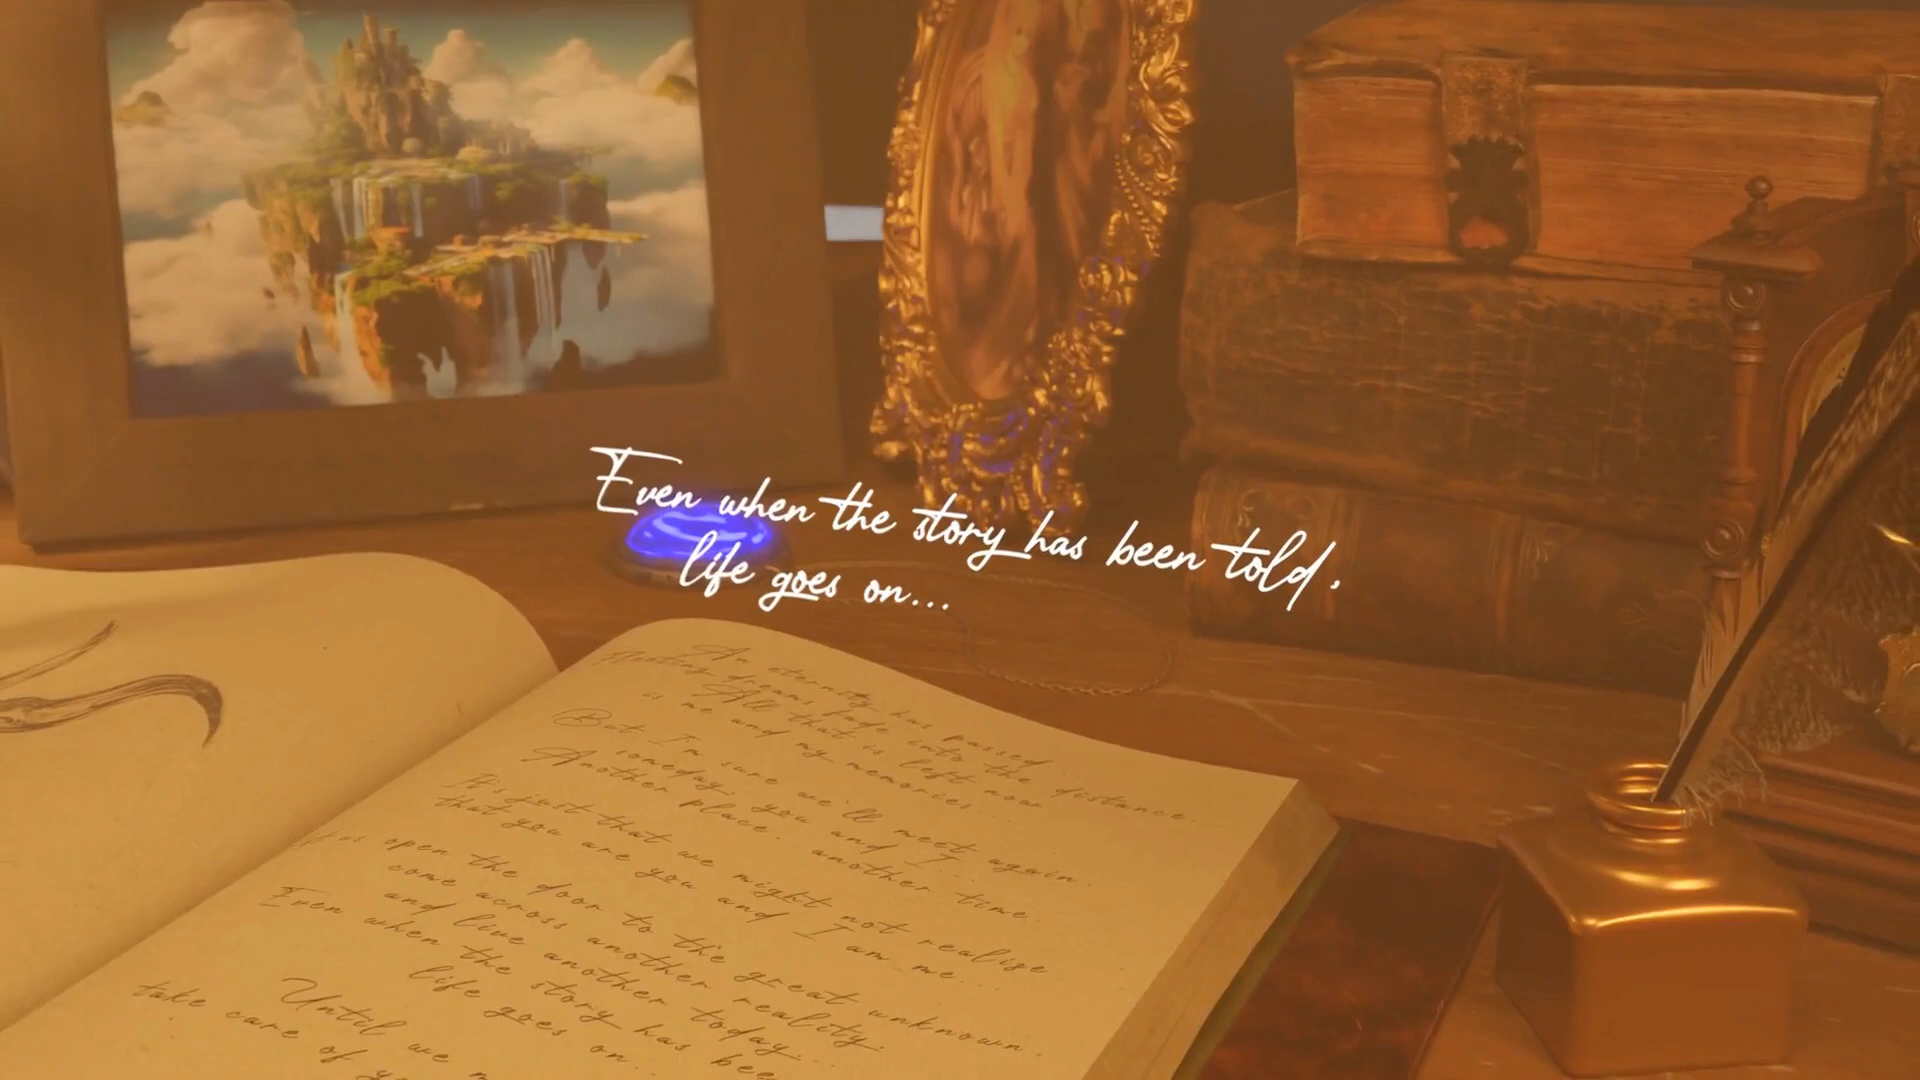 Even when the story has been told,
life goes on...
An eternity has passed...
Fleeting dreams fade into the distance...
All that is left now
is me and my memories.
But I'm sure we'll meet again.
someday, you and I...
Another place. another time.
It's just that we might not realise
that you are you and I am me...
us open the door to the great unknown.
come across another reality.
and live another today.
Even when the story has bee
life goes on..
Until we
take care of